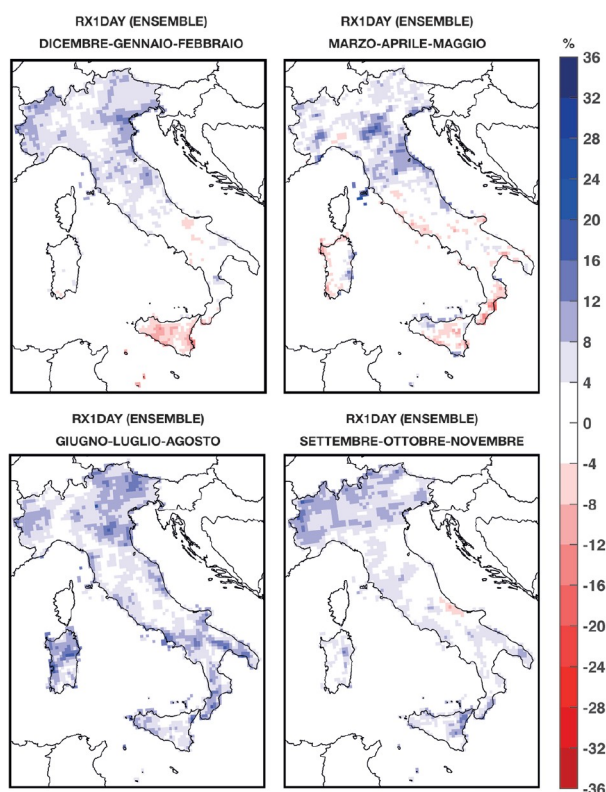 RX1DAY (ENSEMBLE)
DICEMBRE-GENNAIO-FEBBRAIO
RX1DAY (ENSEMBLE)
MARZO-APRILE-MAGGIO
%
36
32
28
24
20
16
12
8
4
0
-4
-8
-12
-16
-20
-24
-28
-32
-36
RX1DAY (ENSEMBLE)
GIUGNO-LUGLIO-AGOSTO
RX1DAY (ENSEMBLE)
SETTEMBRE-OTTOBRE-NOVEMBRE